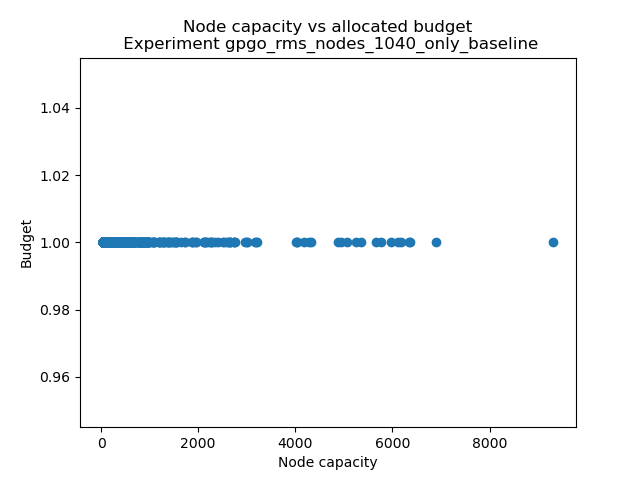 Node capacity vs allocated budget
Experiment gpgo_rms_nodes_1040_only_baseline
1.04
1.02
1.00
0.98
0.96
Budget
0 2000 4000 6000 8000
Node capacity